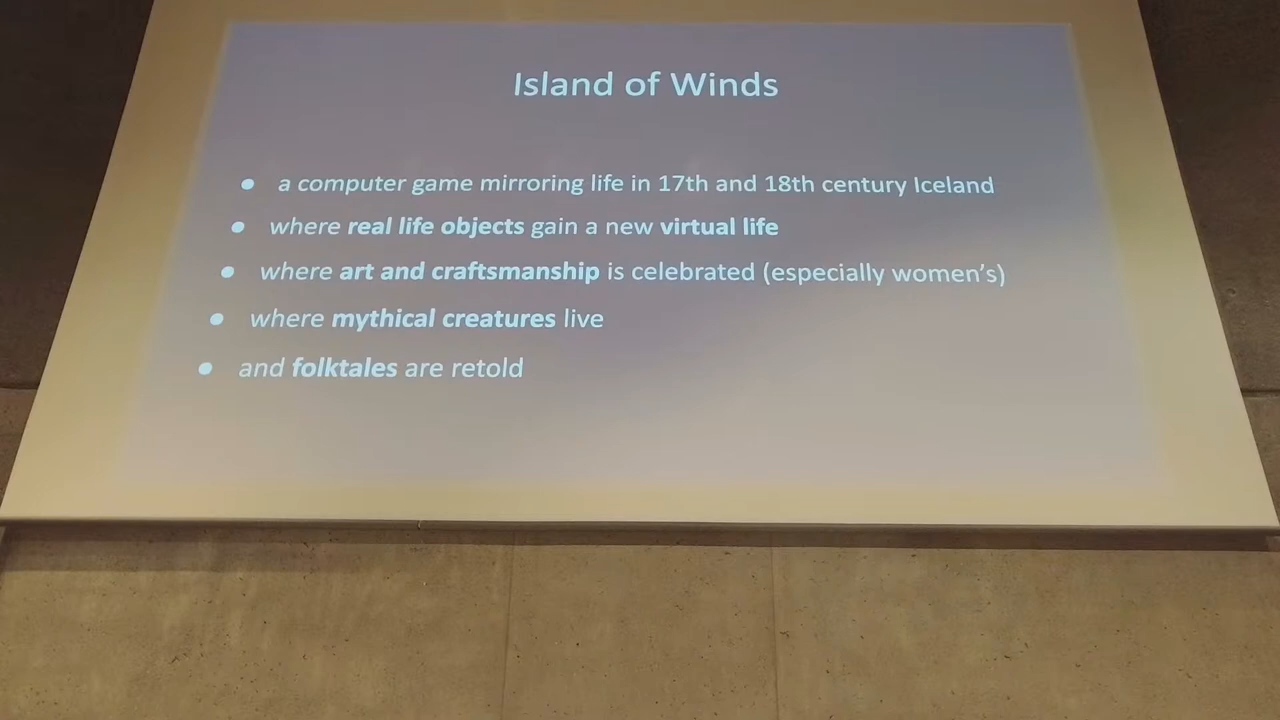 Island of Winds
● a computer game mirroring life in 17th and 18th century Iceland
● where real life objects gain a new virtual life
● where art and craftsmanship is celebrated (especially women's)
● where mythical creatures live
● and folktales are retold